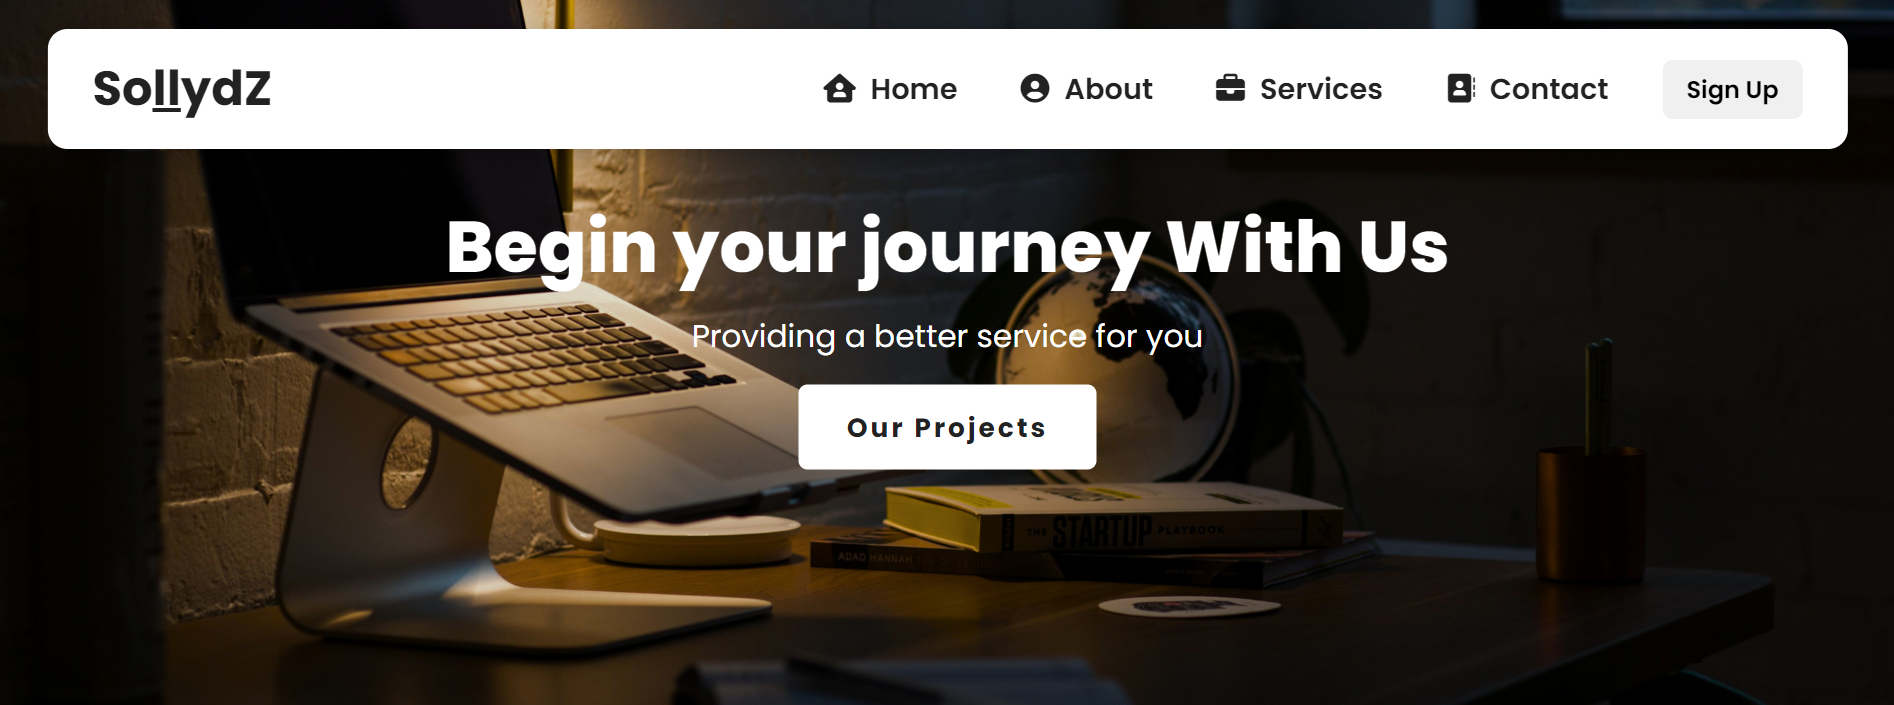 SollydZ
Home
About
Services
Contact
Sign Up
Begin your journey With Us
Providing a better service for you
Our Projects
THE STARTUP PLAYBOOK
ADAD HANNAH